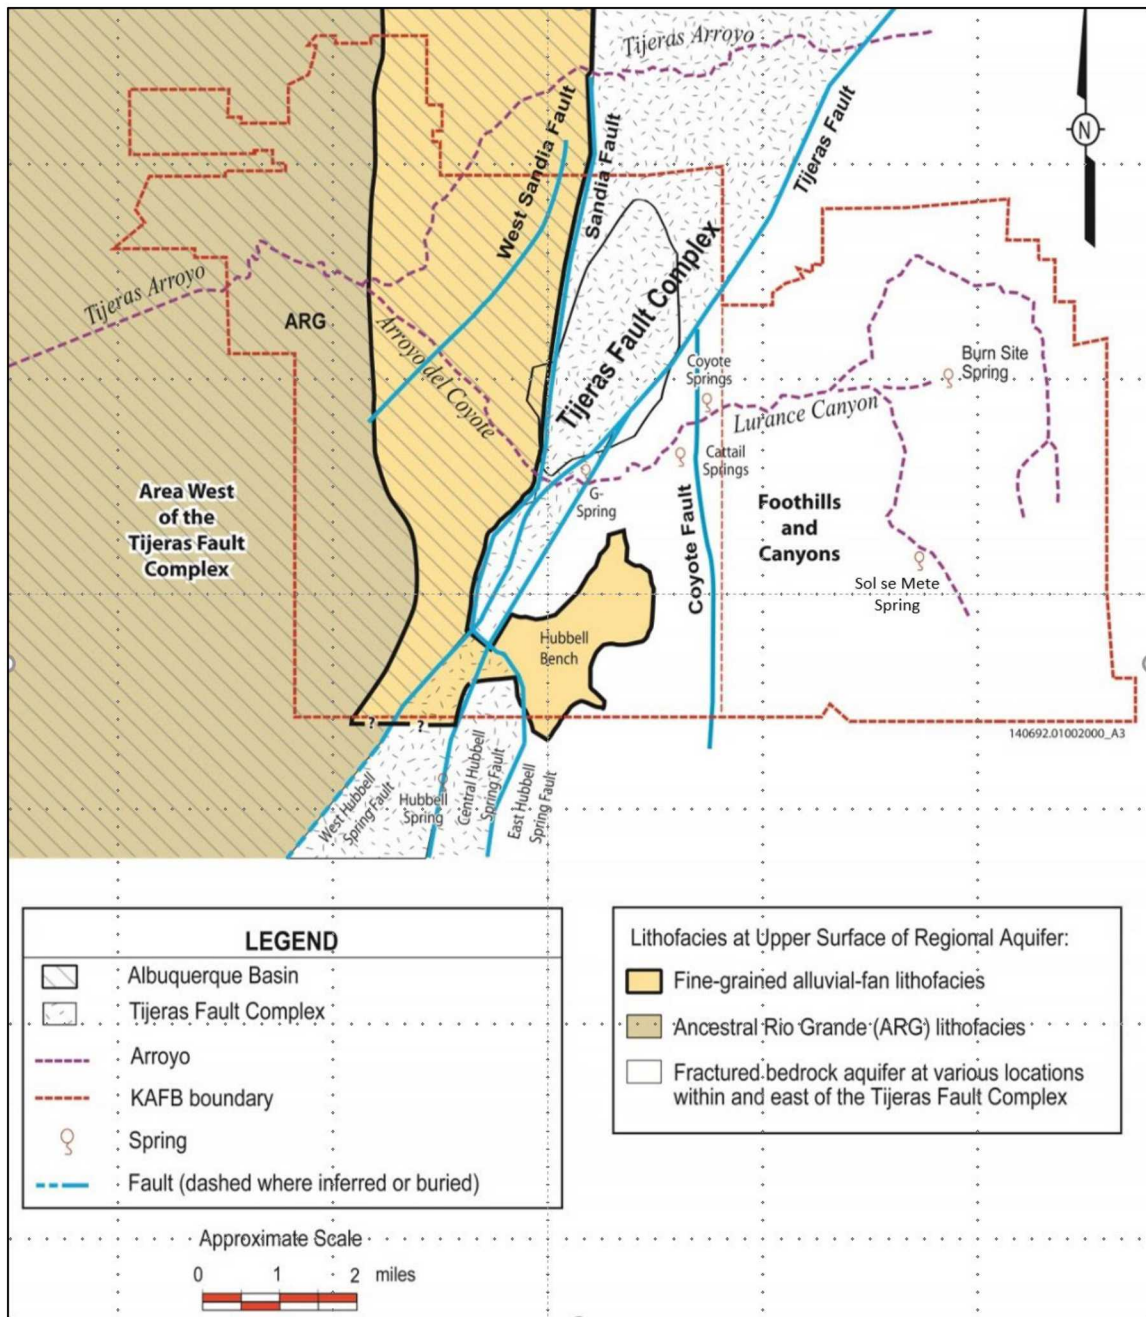 Tijeras Arroyo
N
West Sandia Fault
Sandia Fault
Tijeras Fault
Tijeras Fault Complex
Tijeras Arroyo
ARG
Arroyo del Coyote
Coyote
Springs
Burn Site
Spring
Lurance Canyon
Cattail
Springs
G-
Spring
Area West
of the
Tijeras Fault
Complex
Coyote Fault
Foothills
and
Canyons
Sol se Mete
Spring
Hubbell
Bench
?
?
140692.01002000_A3
West Hubbell
Spring Fault
Hubbell
Spring
Central Hubbell
Spring Fault
East Hubbell
Spring Fault
LEGEND
Albuquerque Basin
Tijeras Fault Complex
Arroyo
KAFB boundary
Spring
Fault (dashed where inferred or buried)
Lithofacies at Upper Surface of Regional Aquifer:
Fine-grained alluvial-fan lithofacies
Ancestral Rio Grande (ARG) lithofacies
Fractured bedrock aquifer at various locations
within and east of the Tijeras Fault Complex
Approximate Scale
0 1 2 miles